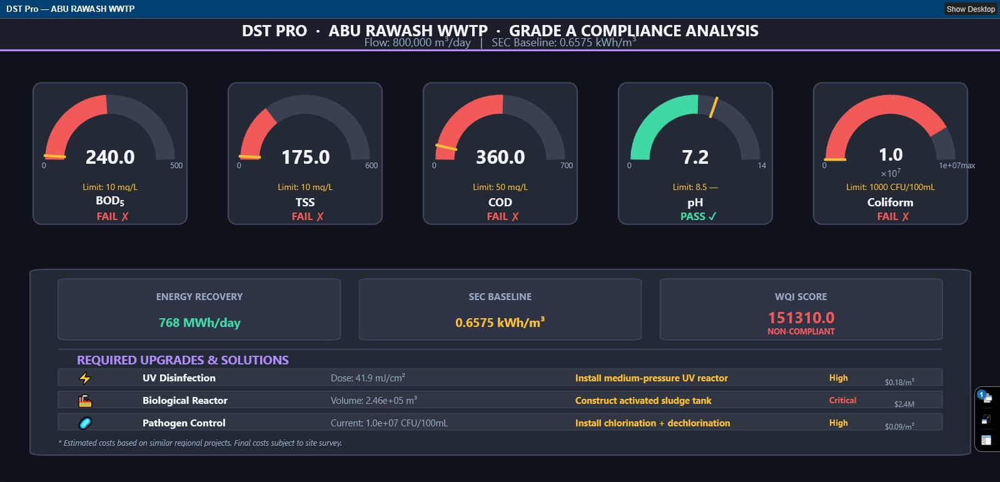 DST Pro — ABU RAWASH WWTP
Show Desktop
DST PRO · ABU RAWASH WWTP · GRADE A COMPLIANCE ANALYSIS
Flow: 800,000 m³/day | SEC Baseline: 0.6575 kWh/m³
240.0
0 500
Limit: 10 mg/L
BOD₅
FAIL ✗
175.0
0 600
Limit: 10 mg/L
TSS
FAIL ✗
360.0
0 700
Limit: 50 mg/L
COD
FAIL ✗
7.2
0 14
Limit: 8.5 —
pH
PASS ✓
1.0
0 1e+07max
×10⁷
Limit: 1000 CFU/100mL
Coliform
FAIL ✗
ENERGY RECOVERY
768 MWh/day
SEC BASELINE
0.6575 kWh/m³
WQI SCORE
151310.0
NON-COMPLIANT
REQUIRED UPGRADES & SOLUTIONS
UV Disinfection Dose: 41.9 mJ/cm² Install medium-pressure UV reactor High $0.18/m³
Biological Reactor Volume: 2.46e+05 m³ Construct activated sludge tank Critical $2.4M
Pathogen Control Current: 1.0e+07 CFU/100mL Install chlorination + dechlorination High $0.09/m³
* Estimated costs based on similar regional projects. Final costs subject to site survey.
1